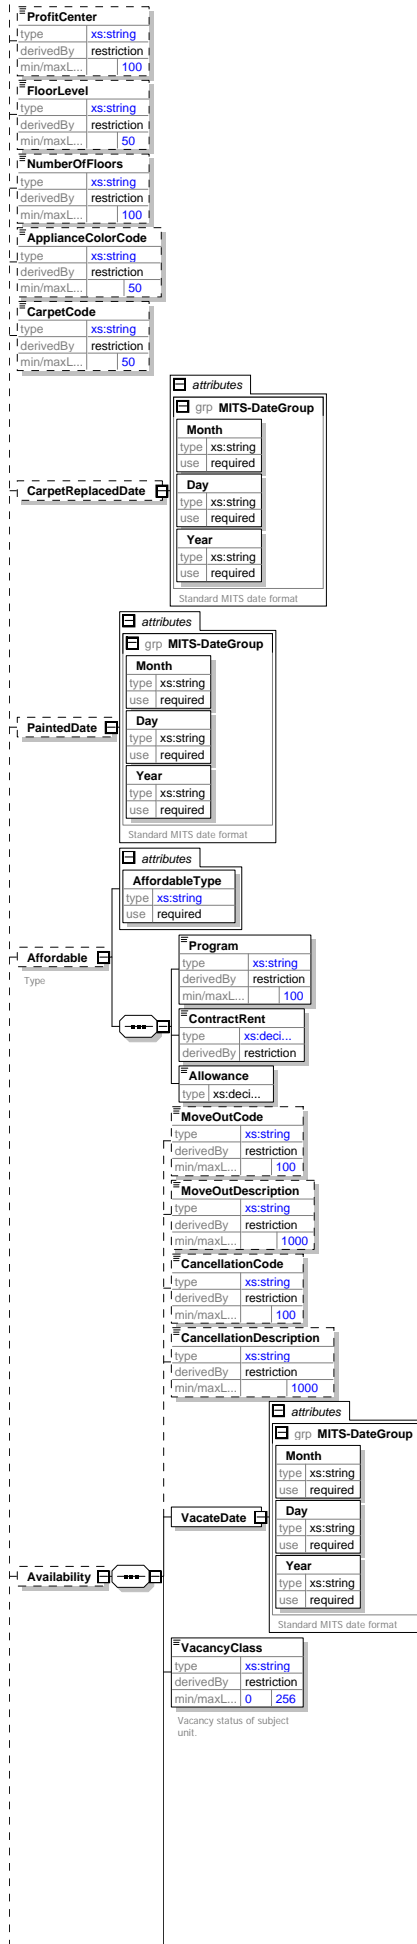 ProfitCenter
type xs:string
derivedBy restriction
min/maxL... 100
FloorLevel
type xs:string
derivedBy restriction
min/maxL... 50
NumberOfFloors
type xs:string
derivedBy restriction
min/maxL... 100
ApplianceColorCode
type xs:string
derivedBy restriction
min/maxL... 50
CarpetCode
type xs:string
derivedBy restriction
min/maxL... 50
attributes
grp MITS-DateGroup
Month
type xs:string
use required
Day
type xs:string
use required
CarpetReplacedDate
Year
type xs:string
use required
Standard MITS date format
attributes
grp MITS-DateGroup
Month
type xs:string
use required
Day
type xs:string
use required
PaintedDate
Year
type xs:string
use required
Standard MITS date format
attributes
AffordableType
type xs:string
use required
Affordable
Type
Program
type xs:string
derivedBy restriction
min/maxL... 100
ContractRent
type xs:deci...
derivedBy restriction
Allowance
type xs:deci...
MoveOutCode
type xs:string
derivedBy restriction
min/maxL... 100
MoveOutDescription
type xs:string
derivedBy restriction
min/maxL... 1000
CancellationCode
type xs:string
derivedBy restriction
min/maxL... 100
CancellationDescription
type xs:string
derivedBy restriction
min/maxL... 1000
attributes
grp MITS-DateGroup
Month
type xs:string
use required
VacateDate
Day
type xs:string
use required
Year
type xs:string
use required
Standard MITS date format
Availability
VacancyClass
type xs:string
derivedBy restriction
min/maxL... 0 256
Vacancy status of subject
unit.